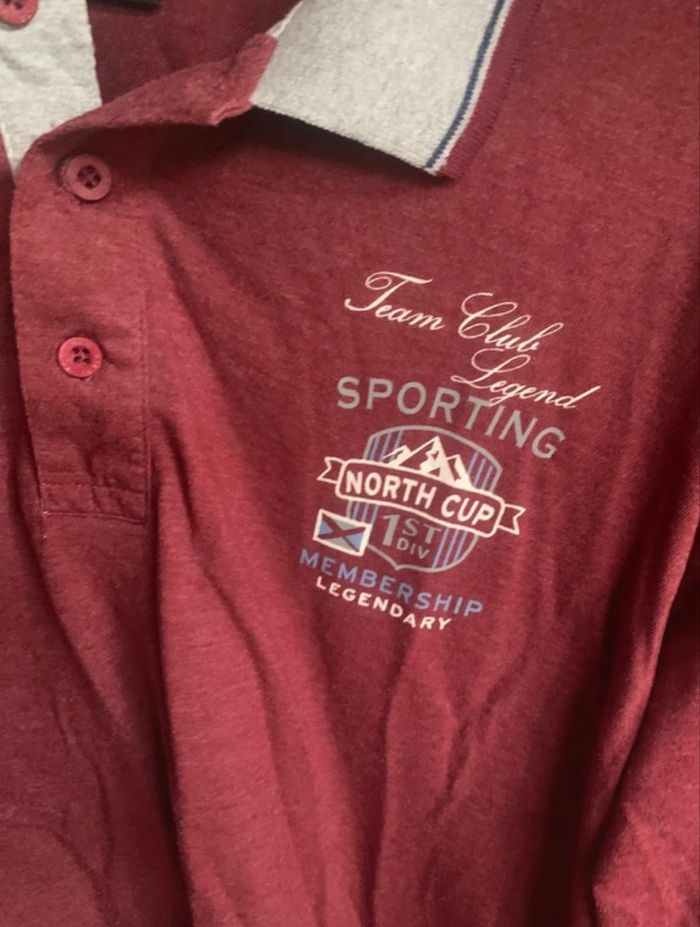 Team Club
Legend
SPORTING
NORTH CUP
1ST
DIV
MEMBERSHIP
LEGENDARY